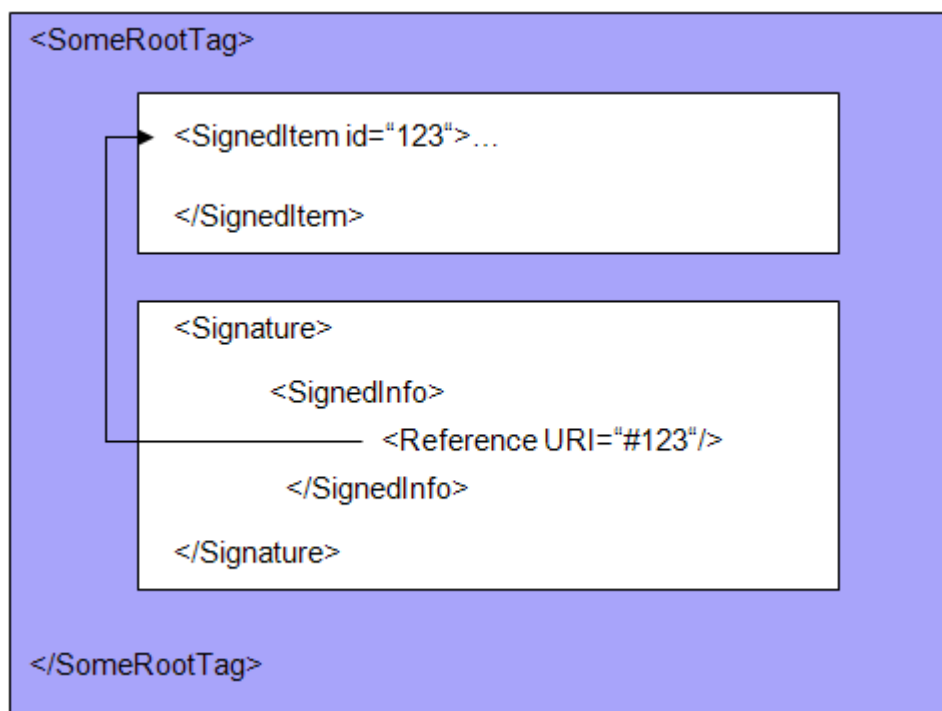 <SomeRootTag>
<SignedItem id=“123“>…
</SignedItem>
<Signature>
<SignedInfo>
<Reference URI=“#123“/>
</SignedInfo>
</Signature>
</SomeRootTag>